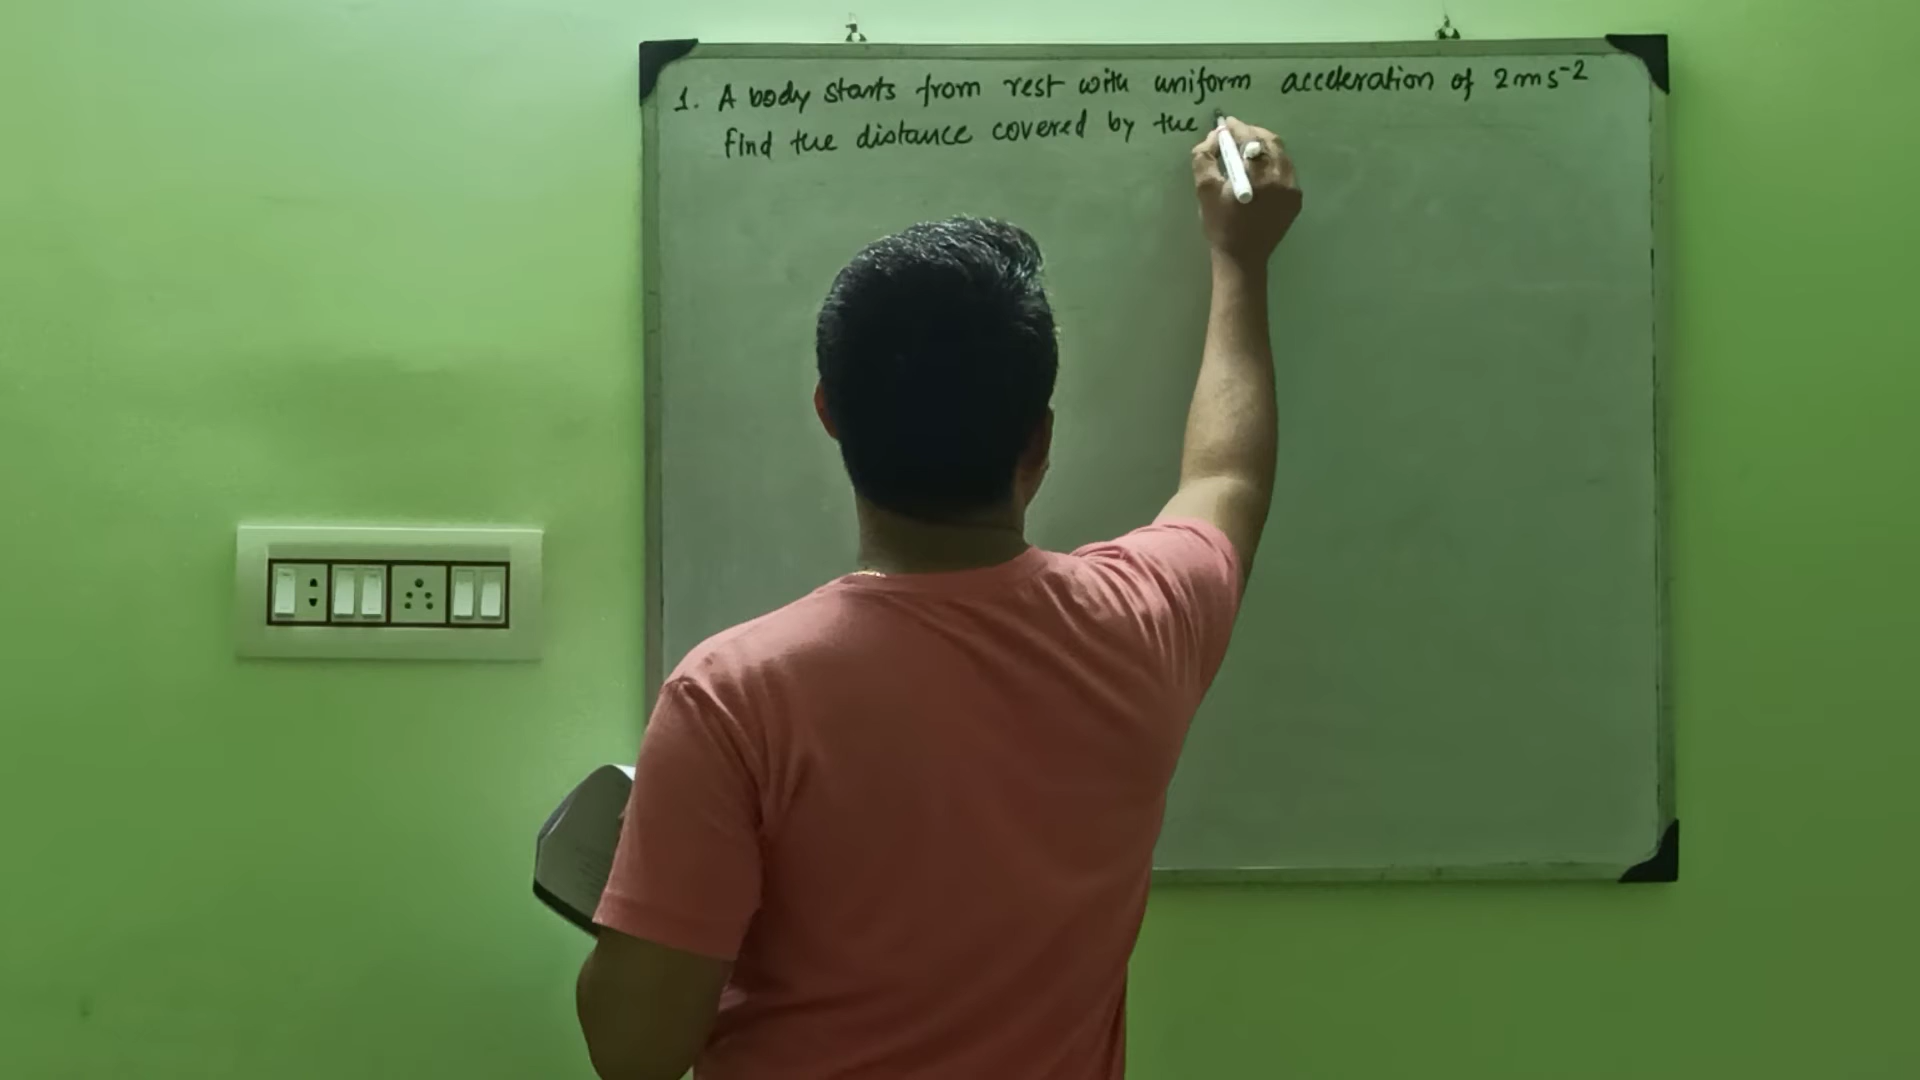 1. A body starts from rest with uniform acceleration of 2ms⁻²
Find the distance covered by the